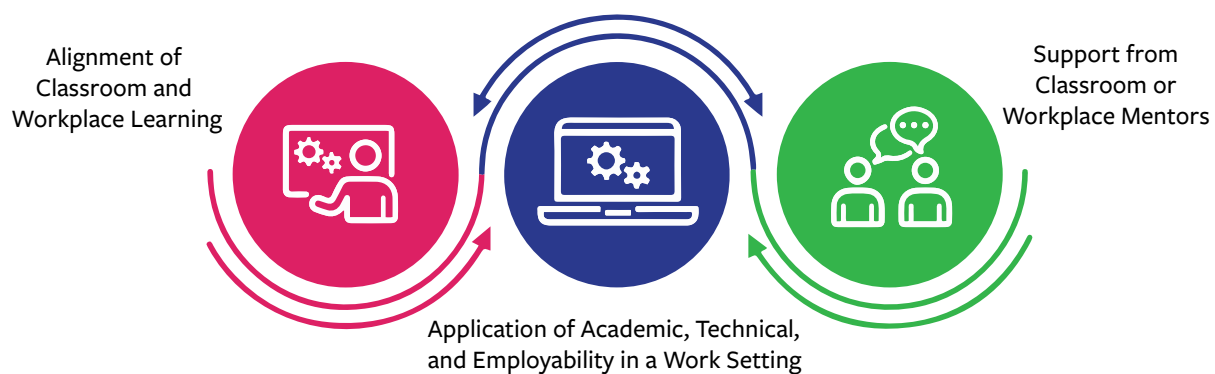 Alignment of
Classroom and
Workplace Learning
Support from
Classroom or
Workplace Mentors
Application of Academic, Technical,
and Employability in a Work Setting